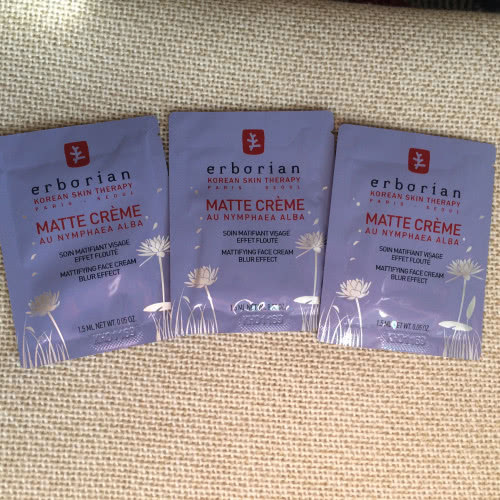 erborian
KOREAN SKIN THERAPY
PARIS SEOUL
MATTE CRÈME
AU NYMPHAEA ALBA
SOIN MATIFIANT VISAGE
EFFET FLOUTÉ
MATTIFYING FACE CREAM
BLUR EFFECT
1,5 ML NET WT. 0.05 OZ.
erborian
KOREAN SKIN THERAPY
PARIS SEOUL
MATTE CRÈME
AU NYMPHAEA ALBA
SOIN MATIFIANT VISAGE
EFFET FLOUTÉ
MATTIFYING FACE CREAM
BLUR EFFECT
erborian
KOREAN SKIN THERAPY
PARIS SEOUL
MATTE CRÈME
AU NYMPHAEA ALBA
SOIN MATIFIANT VISAGE
EFFET FLOUTÉ
MATTIFYING FACE CREAM
BLUR EFFECT
1,5 ML NET WT. 0.05 OZ.